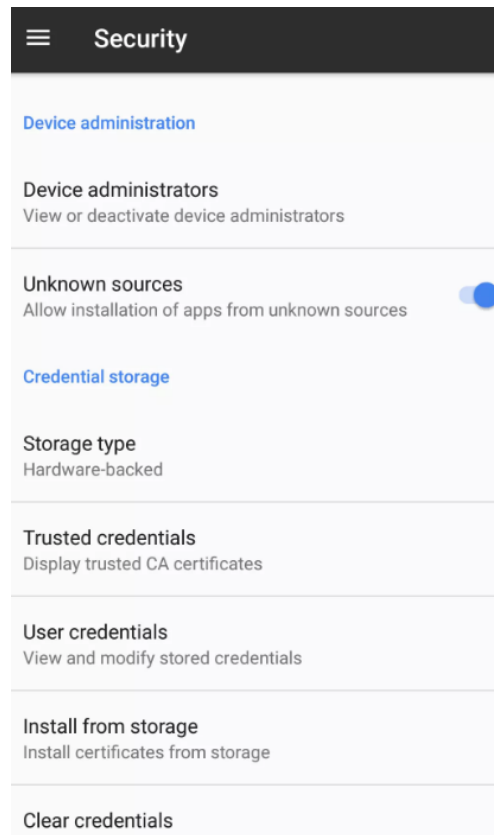 Security
Device administration
Device administrators
View or deactivate device administrators
Unknown sources
Allow installation of apps from unknown sources
Credential storage
Storage type
Hardware-backed
Trusted credentials
Display trusted CA certificates
User credentials
View and modify stored credentials
Install from storage
Install certificates from storage
Clear credentials